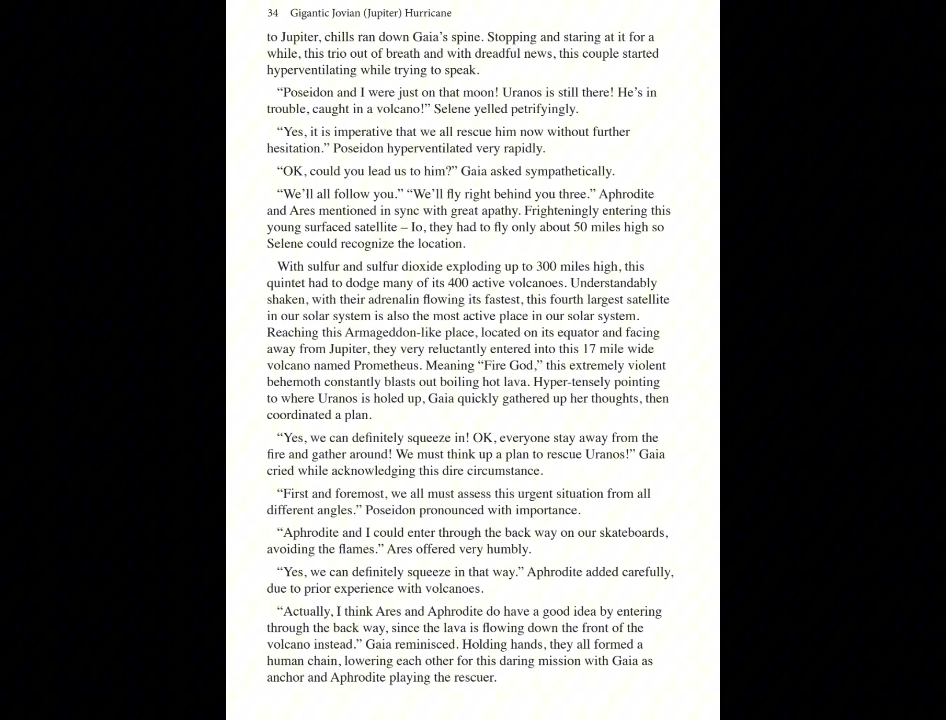 34 Gigantic Jovian (Jupiter) Hurricane
to Jupiter, chills ran down Gaia's spine. Stopping and staring at it for a
while, this trio out of breath and with dreadful news, this couple started
hyperventilating while trying to speak.
“Poseidon and I were just on that moon! Uranos is still there! He's in
trouble, caught in a volcano!” Selene yelled petrifyingly.
“Yes, it is imperative that we all rescue him now without further
hesitation.” Poseidon hyperventilated very rapidly.
“OK, could you lead us to him?” Gaia asked sympathetically.
“We'll all follow you.” “We'll fly right behind you three.” Aphrodite
and Ares mentioned in sync with great apathy. Frighteningly entering this
young surfaced satellite – Io, they had to fly only about 50 miles high so
Selene could recognize the location.
With sulfur and sulfur dioxide exploding up to 300 miles high, this
quintet had to dodge many of its 400 active volcanoes. Understandably
shaken, with their adrenalin flowing its fastest, this fourth largest satellite
in our solar system is also the most active place in our solar system.
Reaching this Armageddon-like place, located on its equator and facing
away from Jupiter, they very reluctantly entered into this 17 mile wide
volcano named Prometheus. Meaning “Fire God,” this extremely violent
behemoth constantly blasts out boiling hot lava. Hyper-tensely pointing
to where Uranos is holed up, Gaia quickly gathered up her thoughts, then
coordinated a plan.
“Yes, we can definitely squeeze in! OK, everyone stay away from the
fire and gather around! We must think up a plan to rescue Uranos!” Gaia
cried while acknowledging this dire circumstance.
“First and foremost, we all must assess this urgent situation from all
different angles.” Poseidon pronounced with importance.
“Aphrodite and I could enter through the back way on our skateboards,
avoiding the flames.” Ares offered very humbly.
“Yes, we can definitely squeeze in that way.” Aphrodite added carefully,
due to prior experience with volcanoes.
“Actually, I think Ares and Aphrodite do have a good idea by entering
through the back way, since the lava is flowing down the front of the
volcano instead.” Gaia reminisced. Holding hands, they all formed a
human chain, lowering each other for this daring mission with Gaia as
anchor and Aphrodite playing the rescuer.